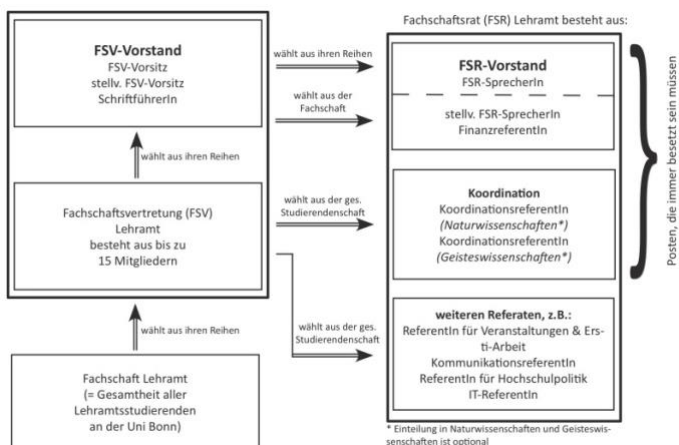 Fachschaftsrat (FSR) Lehramt besteht aus:
FSV-Vorstand
FSV-Vorsitz
stellv. FSV-Vorsitz
SchriftführerIn
wählt aus ihren Reihen
wählt aus der
Fachschaft
FSR-Vorstand
FSR-SprecherIn
stellv. FSR-SprecherIn
FinanzreferentIn
Posten, die immer besetzt sein müssen
wählt aus ihren Reihen
Fachschaftsvertretung (FSV)
Lehramt
besteht aus bis zu
15 Mitgliedern
wählt aus der ges.
Studierendenschaft
Koordination
KoordinationsreferentIn
(Naturwissenschaften*)
KoordinationsreferentIn
(Geisteswissenschaften*)
wählt aus ihren Reihen
wählt aus der ges.
Studierendenschaft
weiteren Referaten, z.B.:
ReferentIn für Veranstaltungen & Ers-
ti-Arbeit
KommunikationsreferentIn
ReferentIn für Hochschulpolitik
IT-ReferentIn
Fachschaft Lehramt
(= Gesamtheit aller
Lehramtsstudierenden
an der Uni Bonn)
* Einteilung in Naturwissenschaften und Geisteswis-
senschaften ist optional